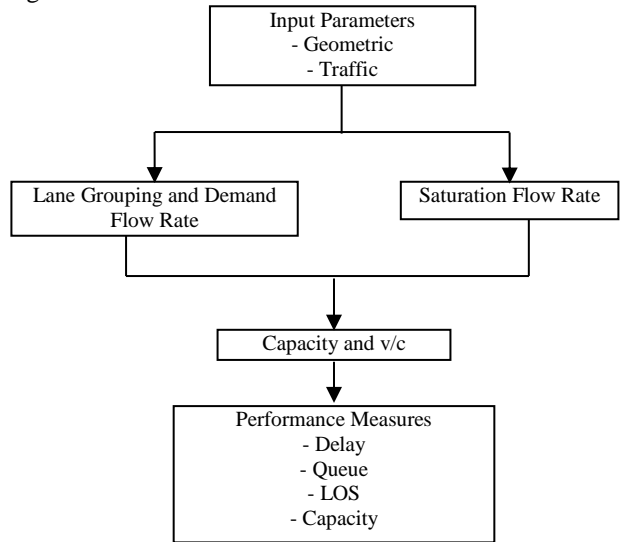 Input Parameters
- Geometric
- Traffic
Lane Grouping and Demand
Flow Rate
Saturation Flow Rate
Capacity and v/c
Performance Measures
- Delay
- Queue
- LOS
- Capacity